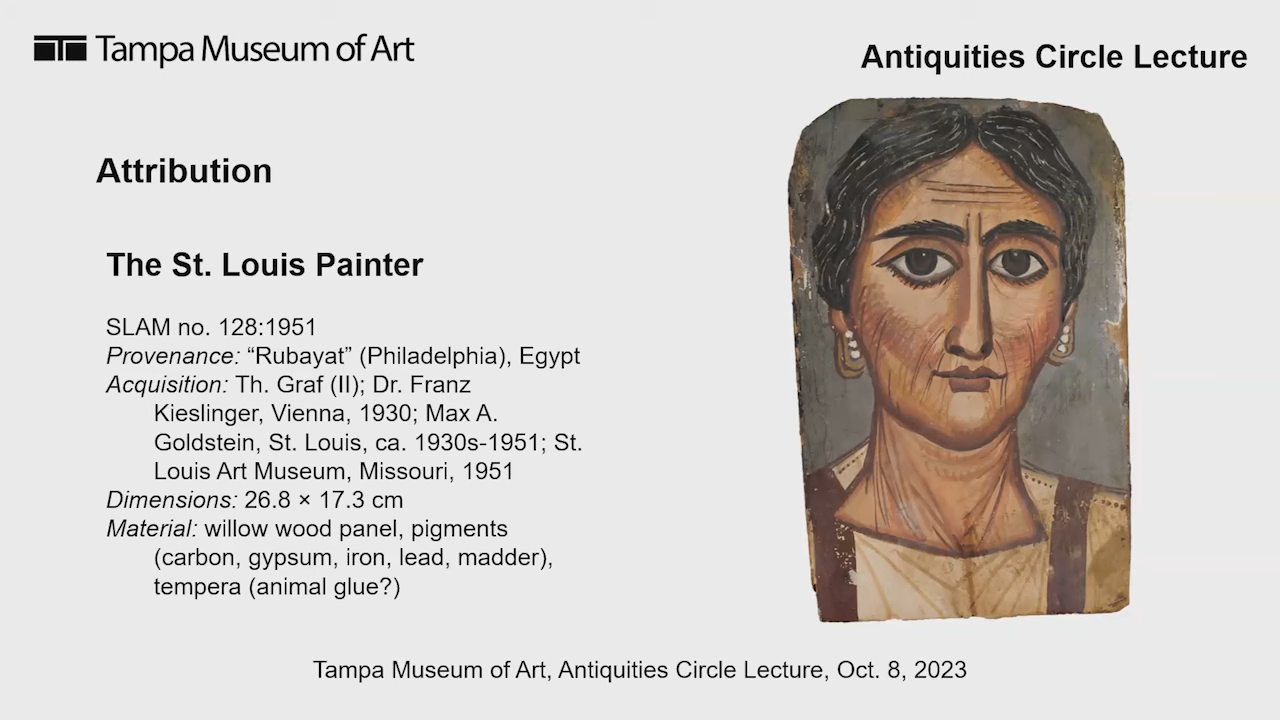 Tampa Museum of Art
Antiquities Circle Lecture
Attribution
The St. Louis Painter
SLAM no. 128:1951
Provenance: “Rubayat” (Philadelphia), Egypt
Acquisition: Th. Graf (II); Dr. Franz
Kieslinger, Vienna, 1930; Max A.
Goldstein, St. Louis, ca. 1930s-1951; St.
Louis Art Museum, Missouri, 1951
Dimensions: 26.8 × 17.3 cm
Material: willow wood panel, pigments
(carbon, gypsum, iron, lead, madder),
tempera (animal glue?)
Tampa Museum of Art, Antiquities Circle Lecture, Oct. 8, 2023